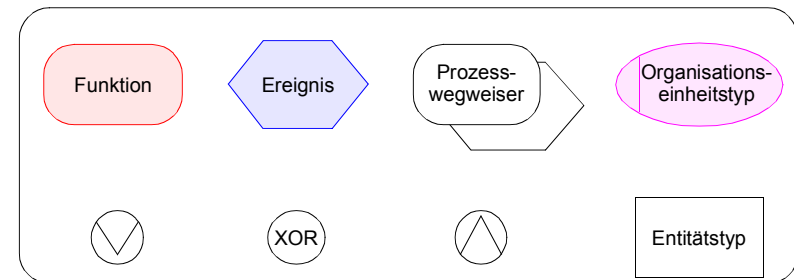 Funktion
Ereignis
Prozess-
wegweiser
Organisations-
einheitstyp
XOR
Entitätstyp